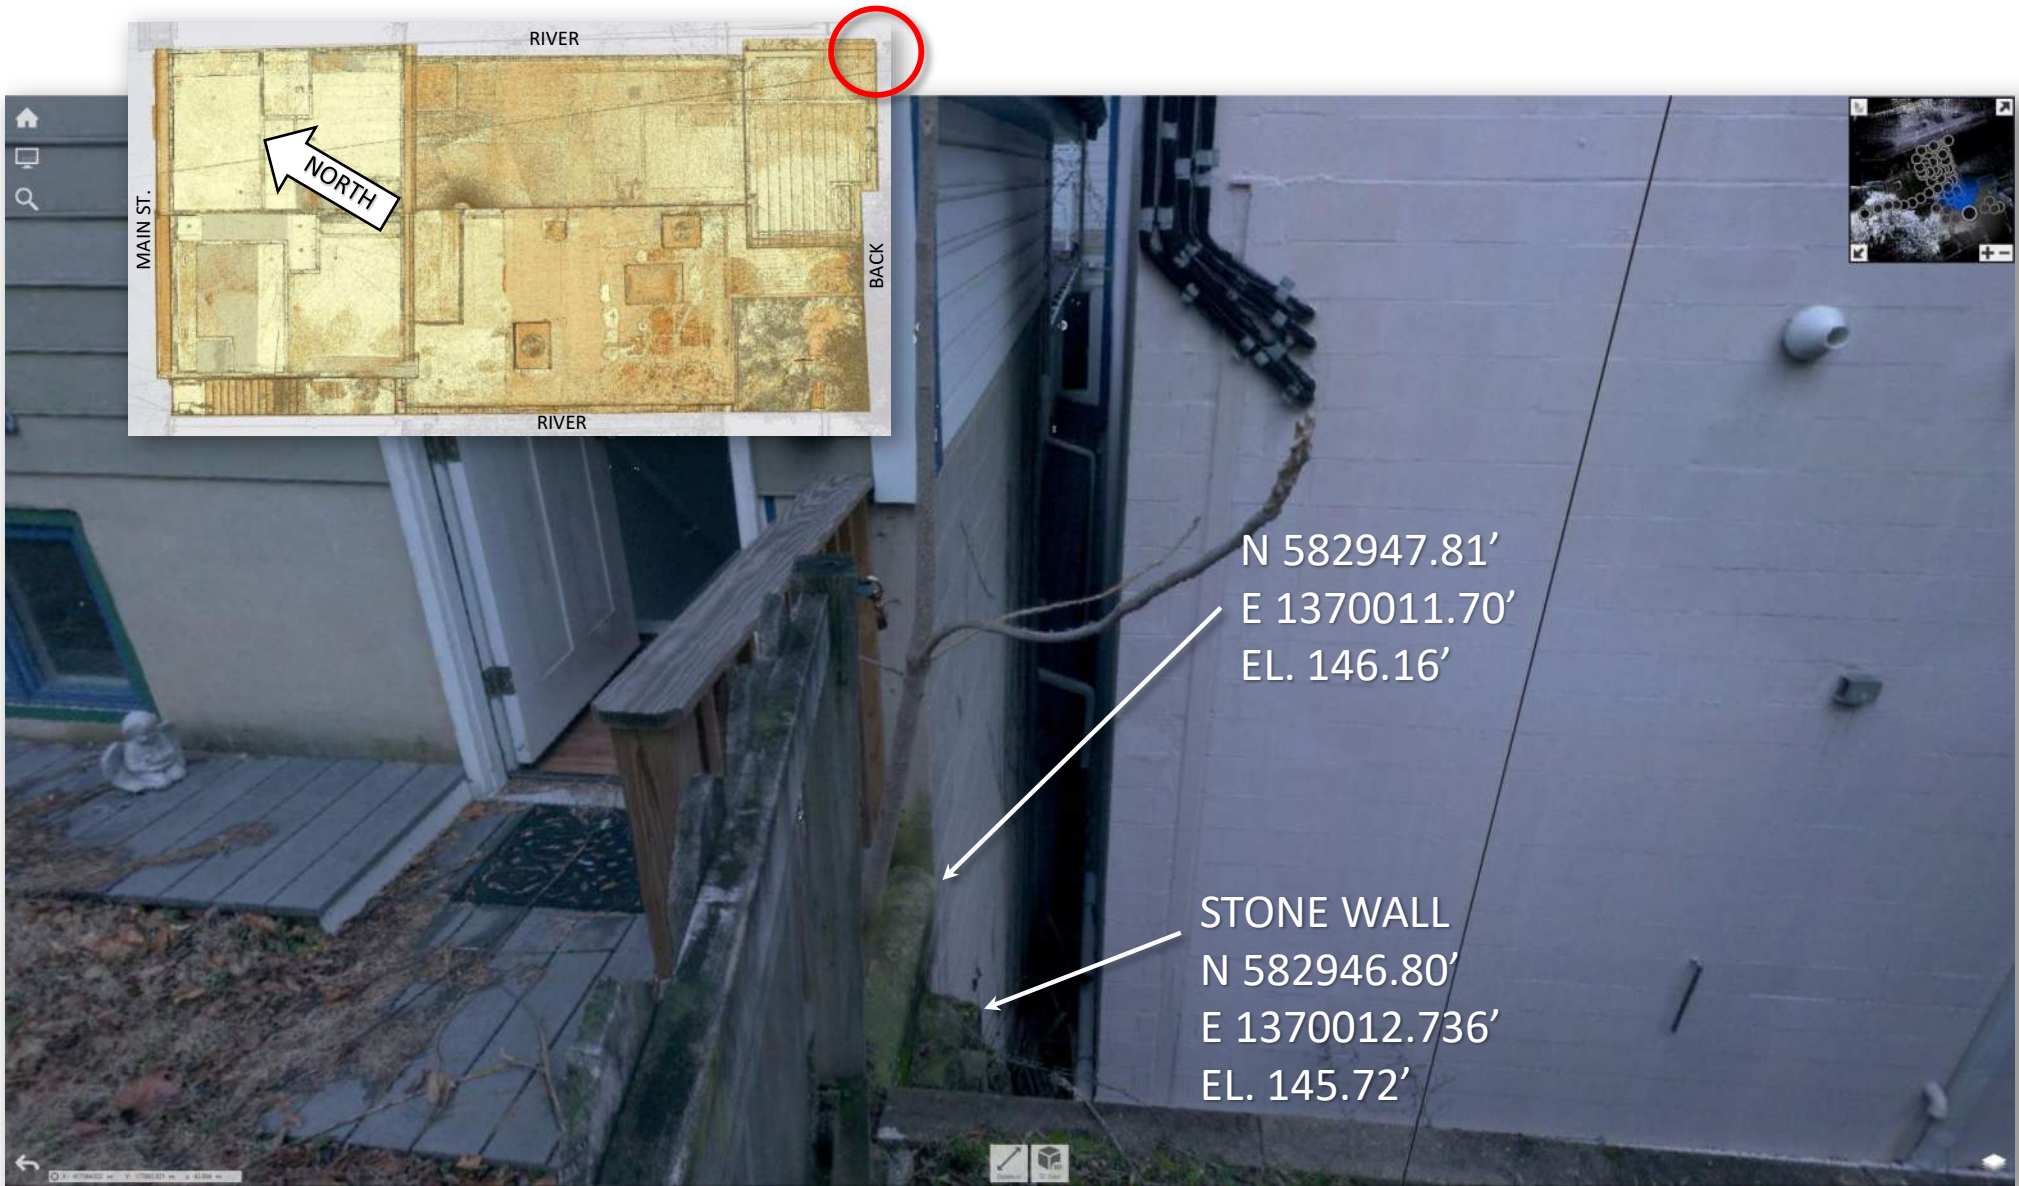 RIVER
NORTH
MAIN ST.
BACK
RIVER
N 582947.81’
E 1370011.70’
EL. 146.16’
STONE WALL
N 582946.80’
E 1370012.736’
EL. 145.72’